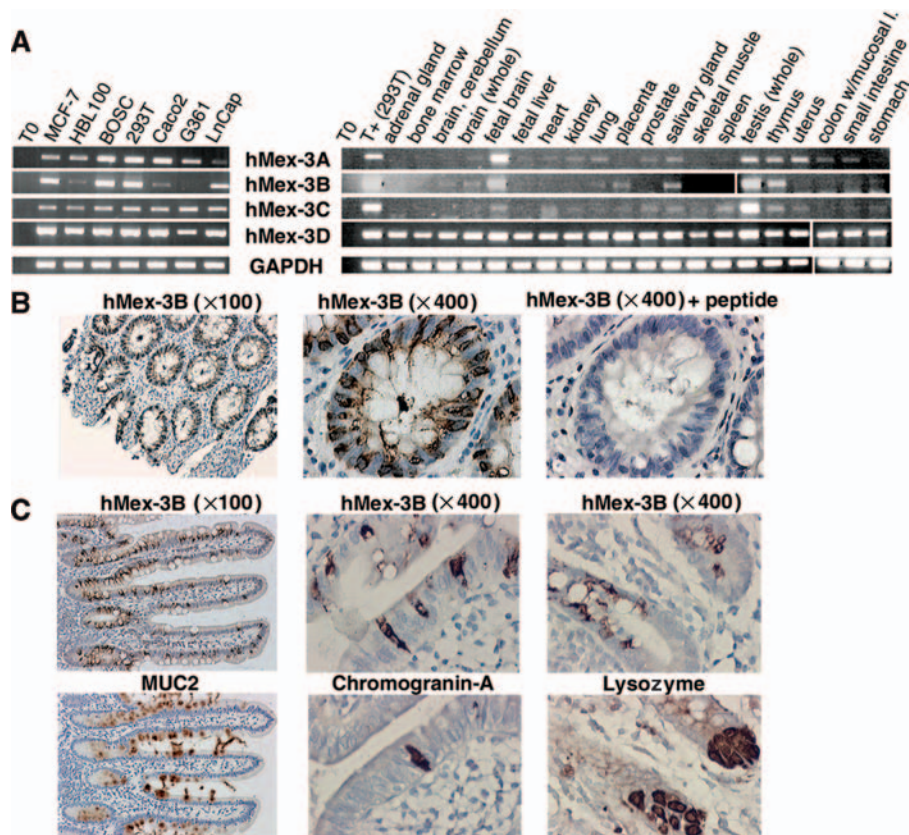 A
T0
MCF-7
HBL100
BOSC
293T
Caco2
G361
LnCap
T0
T+ (293T)
adrenal gland
bone marrow
brain, cerebellum
brain (whole)
fetal brain
fetal liver
heart
kidney
lung
placenta
prostate
salivary gland
skeletal muscle
spleen
testis (whole)
thymus
uterus
colon w/mucosal l.
small intestine
stomach
hMex-3A
hMex-3B
hMex-3C
hMex-3D
GAPDH
B
hMex-3B (×100)
hMex-3B (×400)
hMex-3B (×400) + peptide
C
hMex-3B (×100)
hMex-3B (×400)
hMex-3B (×400)
MUC2
Chromogranin-A
Lysozyme